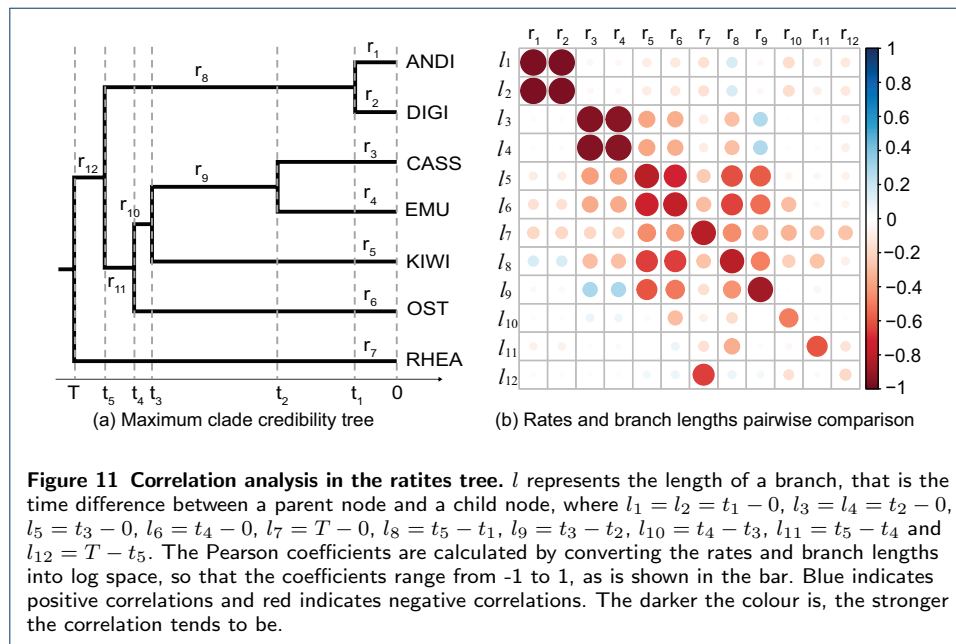 r₁ ANDI
r₈
r₂ DIGI
r₃ CASS
r₁₂
r₉
r₄ EMU
r₁₀
r₅ KIWI
r₁₁
r₆ OST
r₇ RHEA
T t₅ t₄ t₃ t₂ t₁ 0
(a) Maximum clade credibility tree
r₁ r₂ r₃ r₄ r₅ r₆ r₇ r₈ r₉ r₁₀ r₁₁ r₁₂
l₁
l₂
l₃
l₄
l₅
l₆
l₇
l₈
l₉
l₁₀
l₁₁
l₁₂
1
0.8
0.6
0.4
0.2
0
−0.2
−0.4
−0.6
−0.8
−1
(b) Rates and branch lengths pairwise comparison
Figure 11 Correlation analysis in the ratites tree. l represents the length of a branch, that is the
time difference between a parent node and a child node, where l₁ = l₂ = t₁ − 0, l₃ = l₄ = t₂ − 0,
l₅ = t₃ − 0, l₆ = t₄ − 0, l₇ = T − 0, l₈ = t₅ − t₁, l₉ = t₃ − t₂, l₁₀ = t₄ − t₃, l₁₁ = t₅ − t₄ and
l₁₂ = T − t₅. The Pearson coefficients are calculated by converting the rates and branch lengths
into log space, so that the coefficients range from -1 to 1, as is shown in the bar. Blue indicates
positive correlations and red indicates negative correlations. The darker the colour is, the stronger
the correlation tends to be.